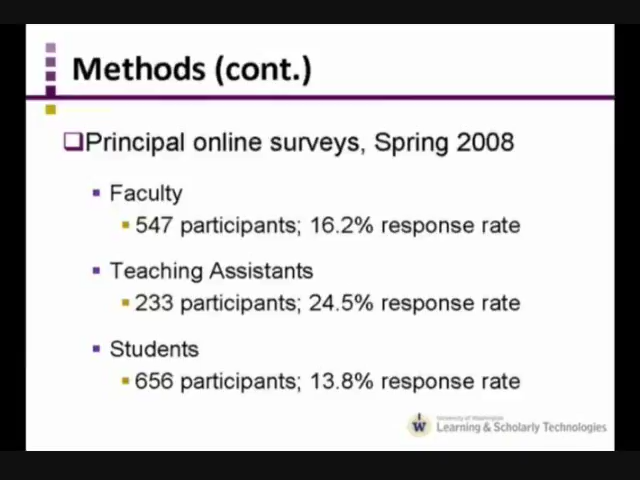 Methods (cont.)
Principal online surveys, Spring 2008
Faculty
547 participants; 16.2% response rate
Teaching Assistants
233 participants; 24.5% response rate
Students
656 participants; 13.8% response rate
University of Washington
W
Learning & Scholarly Technologies